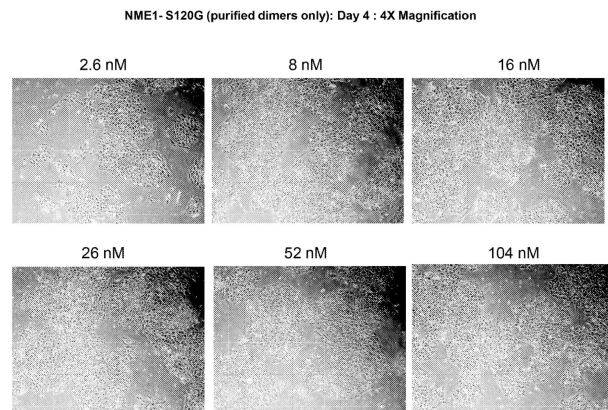 NME1- S120G (purified dimers only): Day 4 : 4X Magnification
2.6 nM
8 nM
16 nM
26 nM
52 nM
104 nM